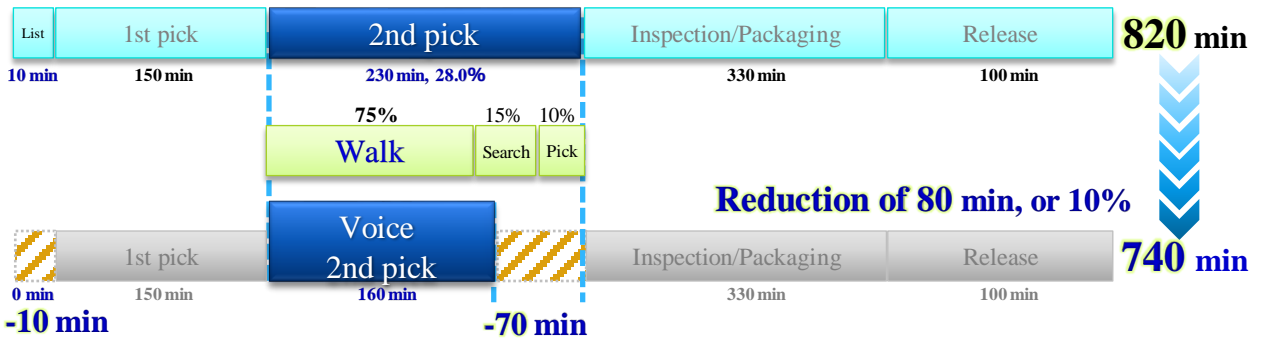 List
1st pick
2nd pick
Inspection/Packaging
Release
820 min
10 min
150 min
230 min, 28.0%
330 min
100 min
75%
15%
10%
Walk
Search
Pick
Reduction of 80 min, or 10%
1st pick
Voice
2nd pick
Inspection/Packaging
Release
740 min
0 min
150 min
160 min
330 min
100 min
-10 min
-70 min